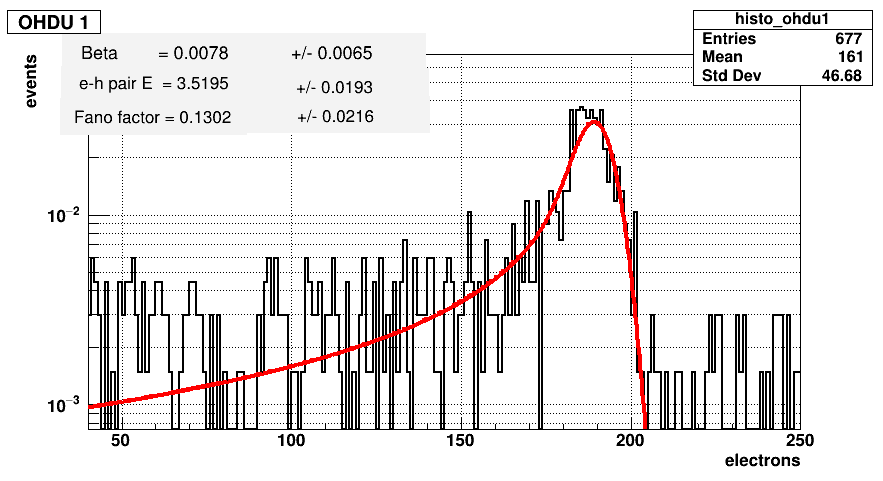 OHDU 1
histo_ohdu1
Entries 677
Mean 161
Std Dev 46.68
Beta = 0.0078 +/- 0.0065
e-h pair E = 3.5195 +/- 0.0193
Fano factor = 0.1302 +/- 0.0216
events
10−2
10−3
50 100 150 200 250
electrons